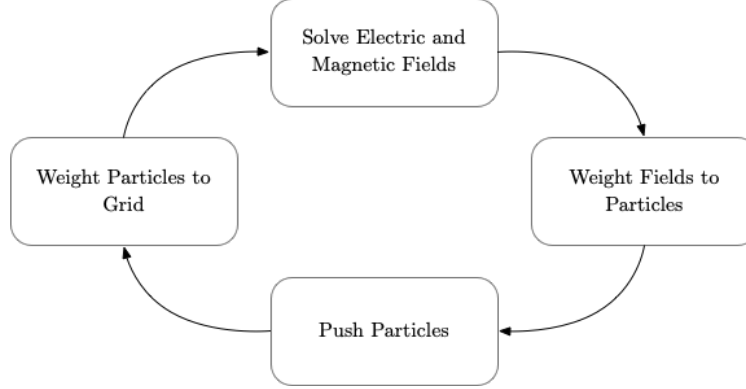 Solve Electric and
Magnetic Fields
Weight Particles to
Grid
Weight Fields to
Particles
Push Particles